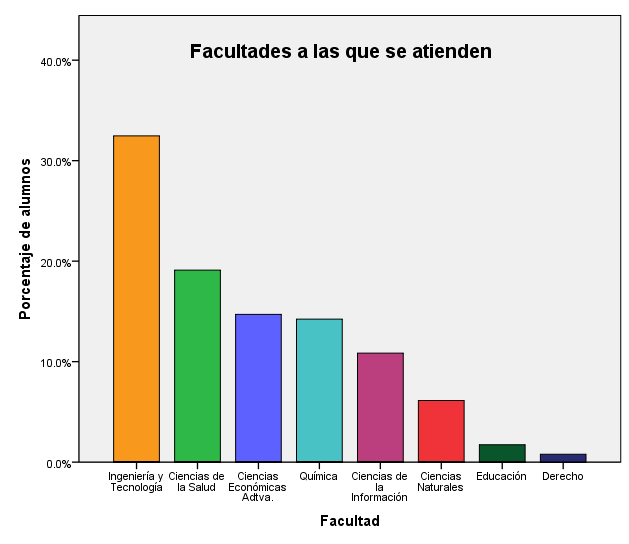 Facultades a las que se atienden
Porcentaje de alumnos
40.0%
30.0%
20.0%
10.0%
0.0%
Ingeniería y
Tecnología
Ciencias de
la Salud
Ciencias
Económicas
Adtva.
Química
Ciencias de
la
Información
Ciencias
Naturales
Educación
Derecho
Facultad